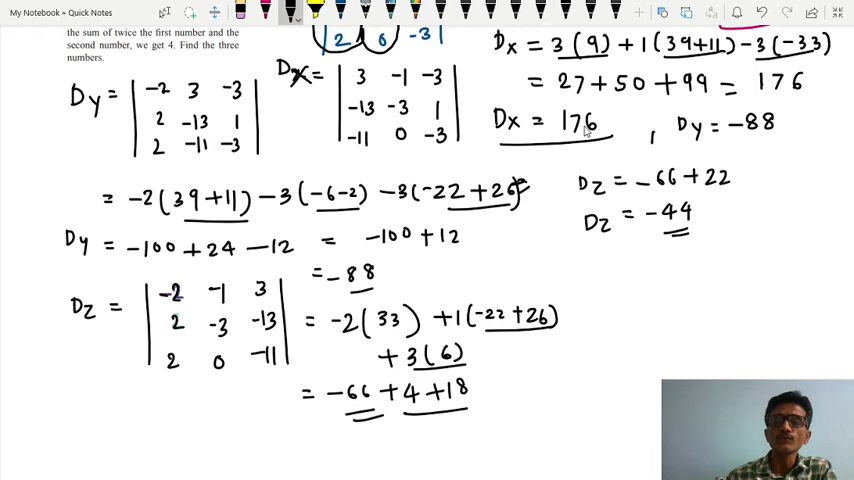 My Notebook » Quick Notes
the sum of twice the first number and the
second number, we get 4. Find the three
numbers.
| 2 0 -3 |
Dx = 3 (9) + 1 (39+11) - 3 (-33)
= 27 + 50 + 99 = 176
Dx = 176 , Dy = -88
Dy = | -2 3 -3 |
| 2 -13 1 |
| 2 -11 -3 |
Dx = | 3 -1 -3 |
| -13 -3 1 |
| -11 0 -3 |
= -2 (39+11) - 3 (-6-2) - 3 (-22 + 26)
Dy = -100 + 24 - 12 = -100 + 12
= -88
Dz = -66 + 22
Dz = -44
Dz = | -2 -1 3 |
| 2 -3 -13 |
| 2 0 -11 |
= -2 (33) + 1 (-22 + 26)
+ 3 (6)
= -66 + 4 + 18